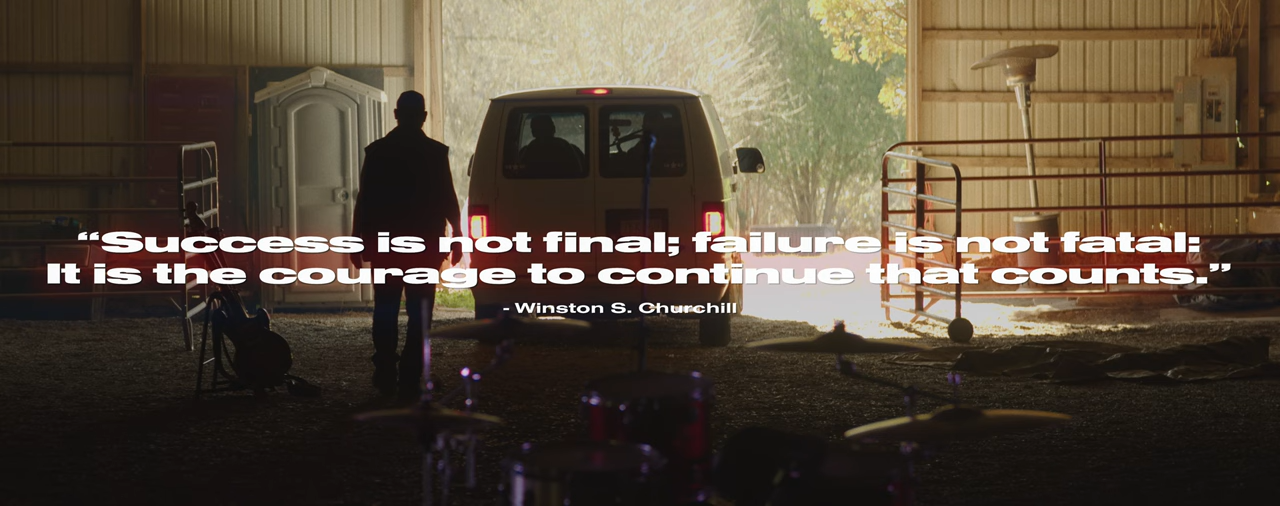 “Success is not final; failure is not fatal:
It is the courage to continue that counts.”
- Winston S. Churchill